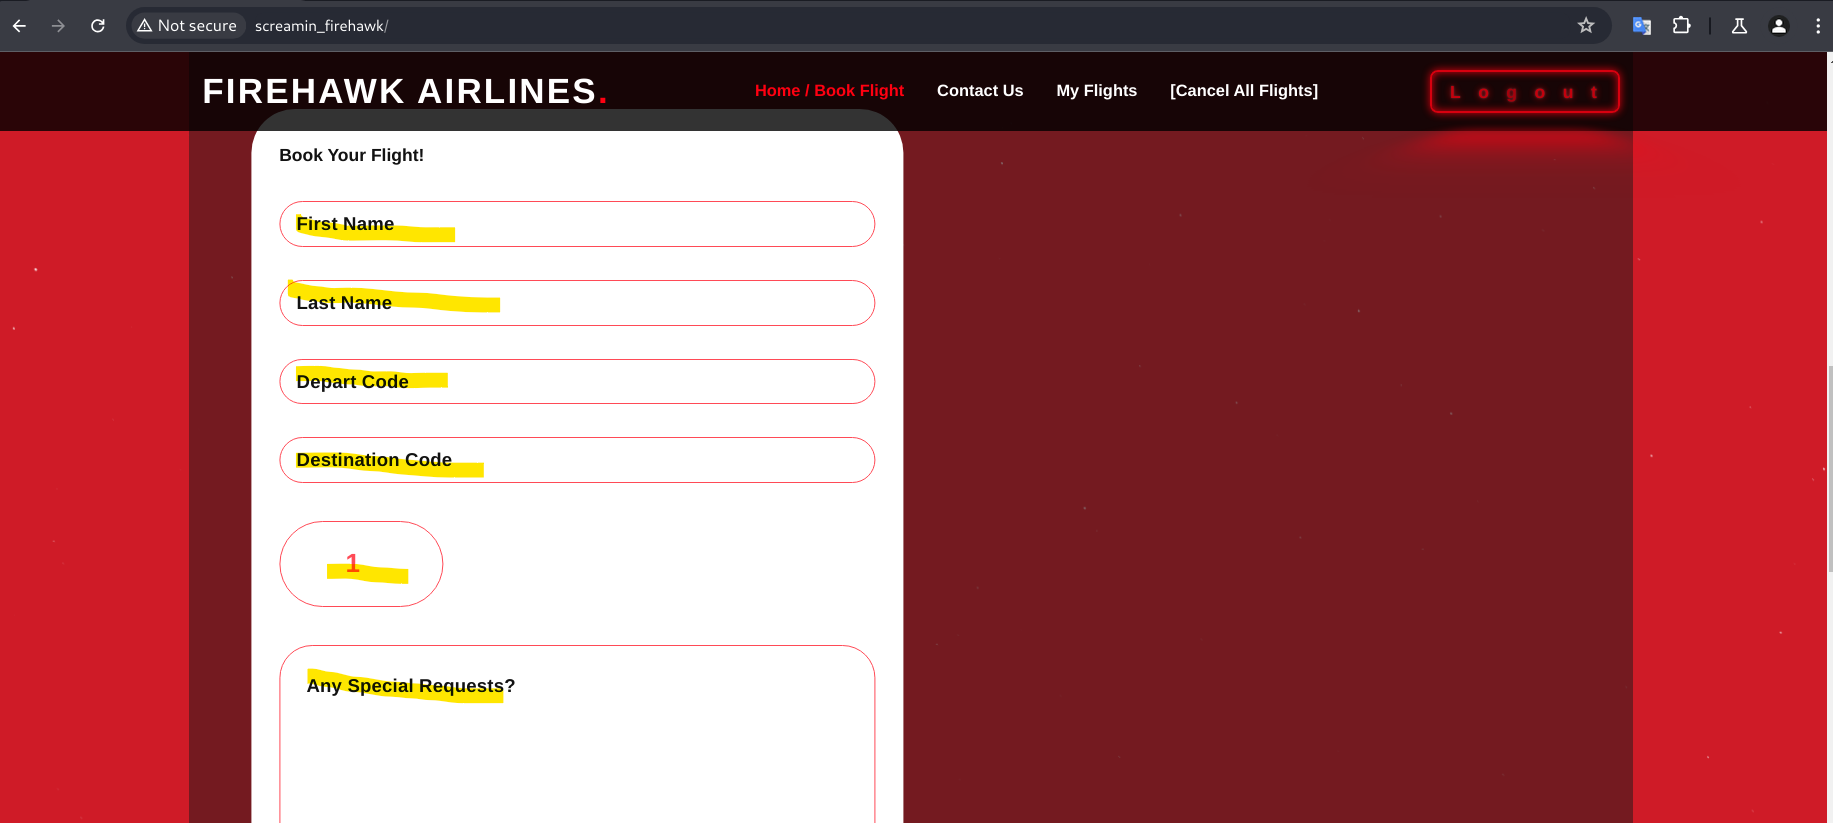 Not secure screamin_firehawk/
FIREHAWK AIRLINES. Home / Book Flight Contact Us My Flights [Cancel All Flights] Logout
Book Your Flight!
First Name
Last Name
Depart Code
Destination Code
1
Any Special Requests?